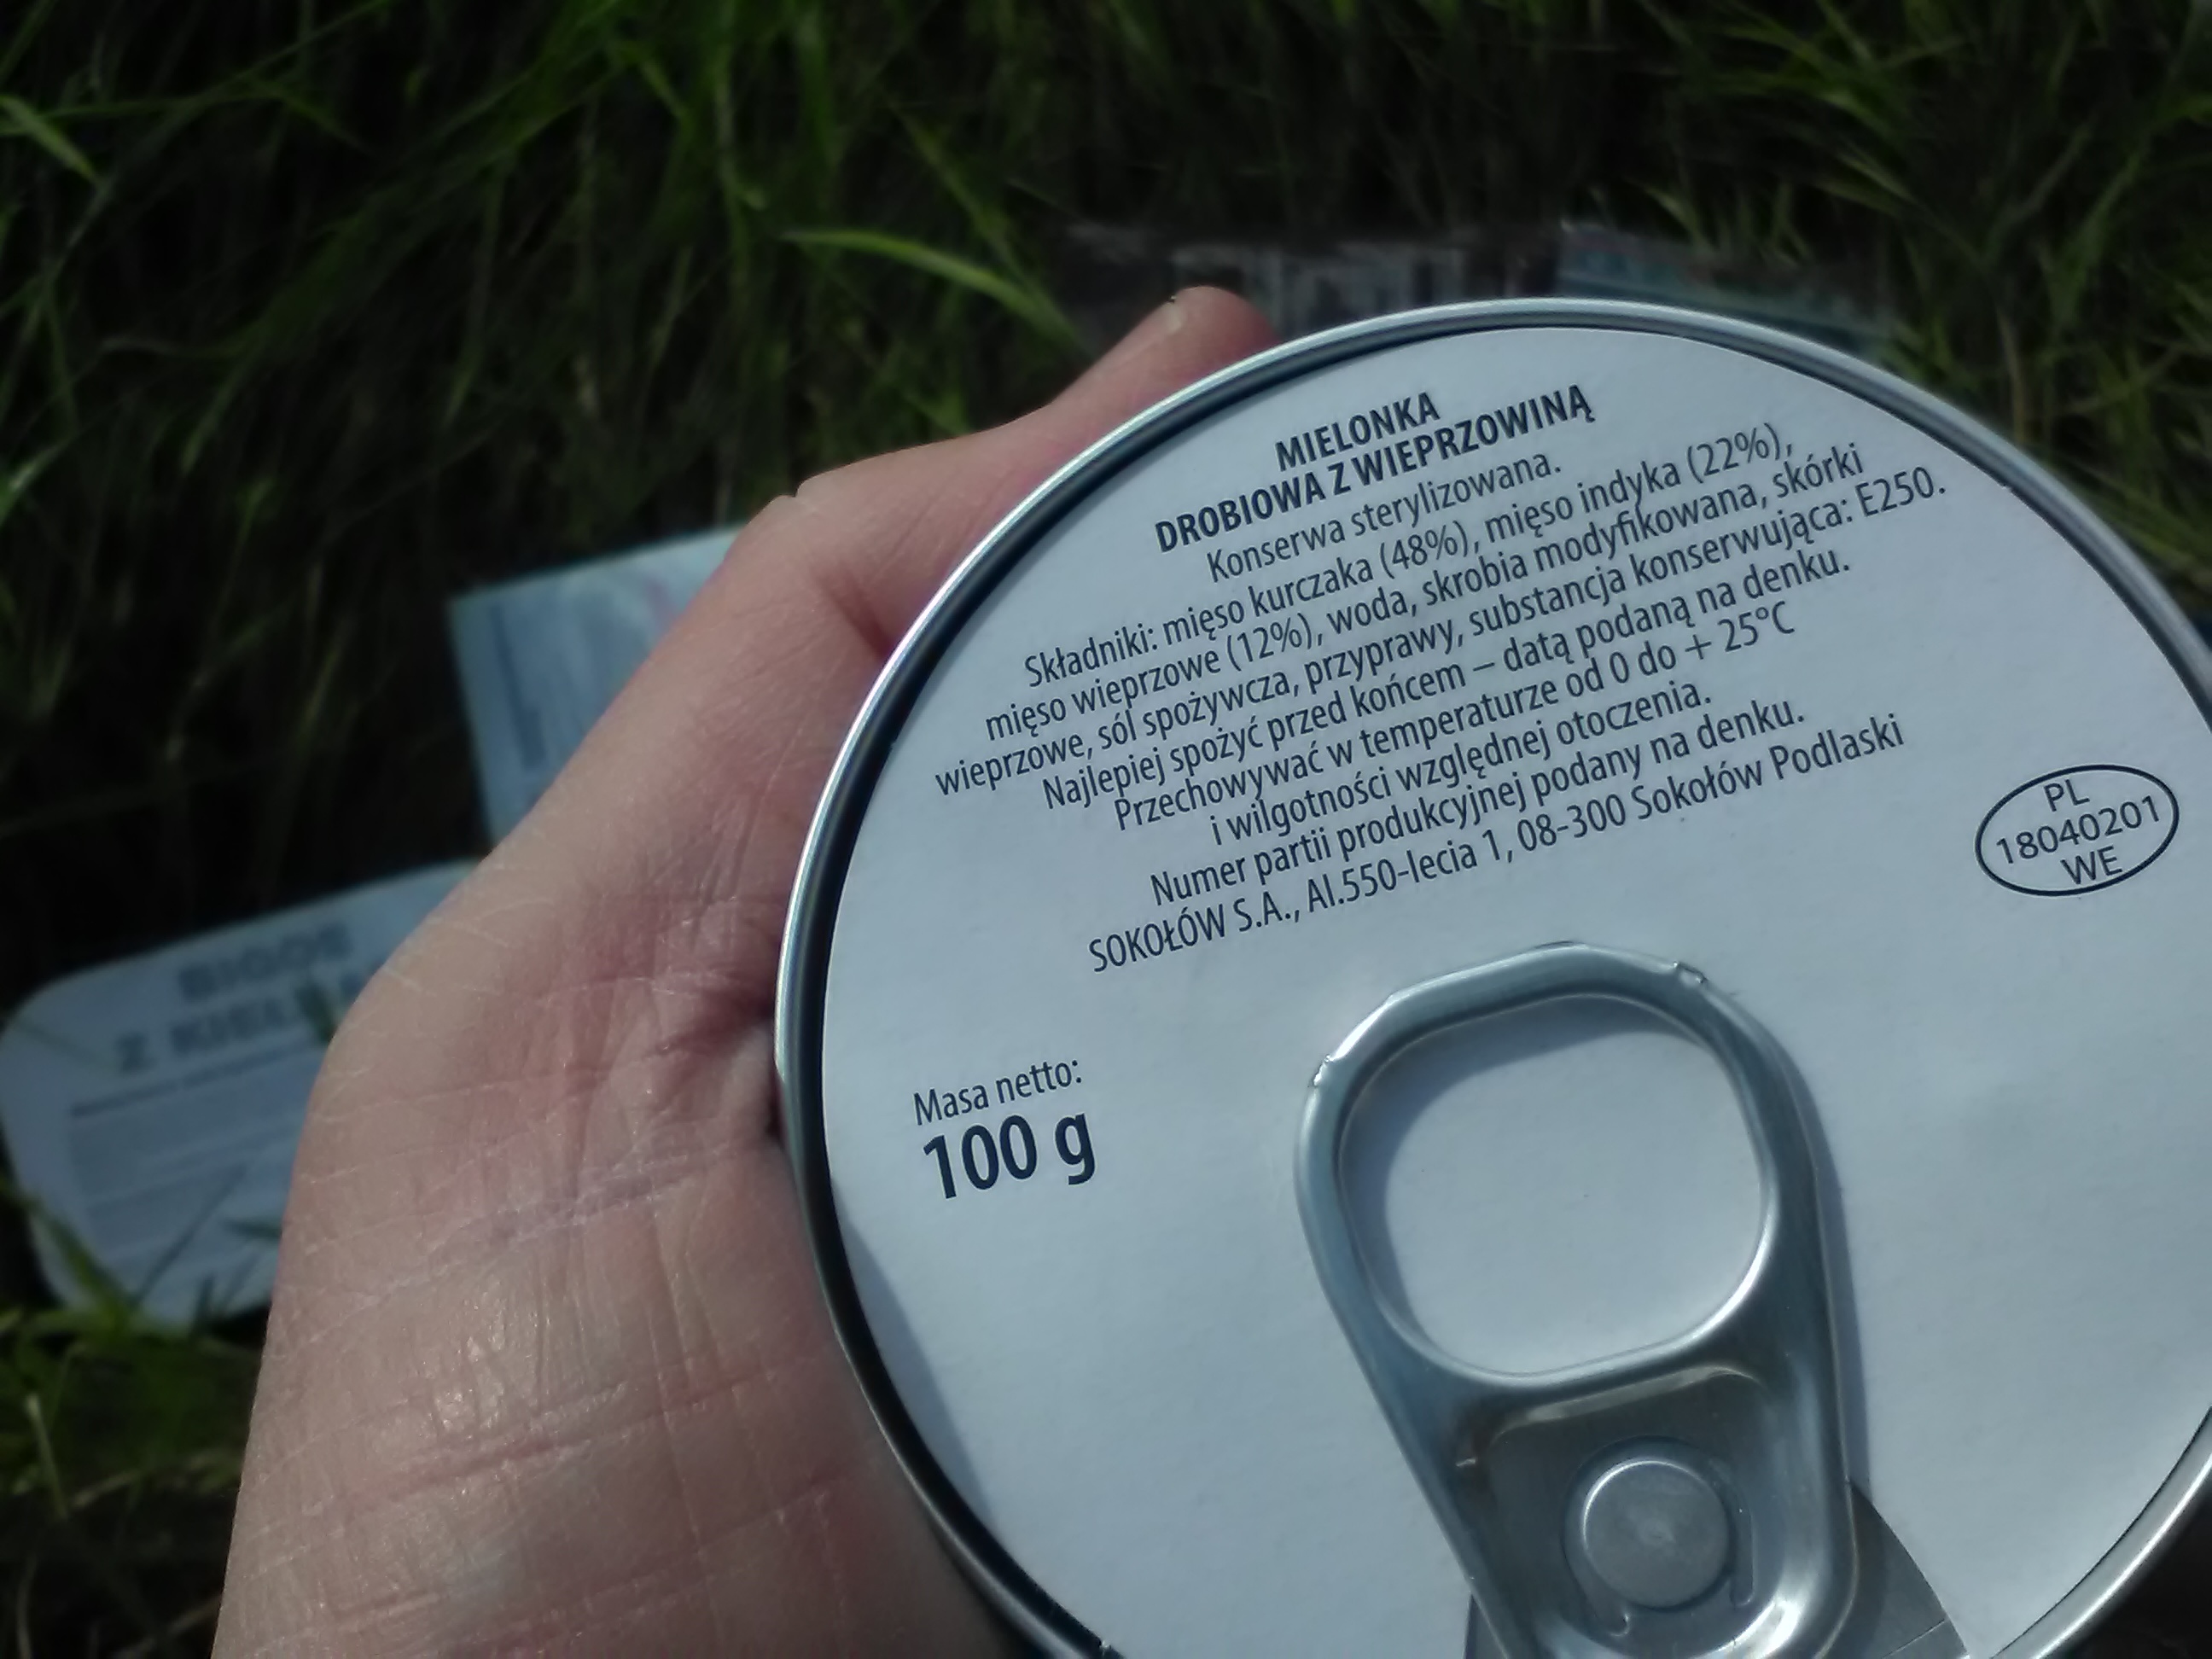 MIELONKA
DROBIOWA Z WIEPRZOWINĄ
Konserwa sterylizowana.
Składniki: mięso kurczaka (48%), mięso indyka (22%),
mięso wieprzowe (12%), woda, skrobia modyfikowana, skórki
wieprzowe, sól spożywcza, przyprawy, substancja konserwująca: E250.
Najlepiej spożyć przed końcem – datą podaną na denku.
Przechowywać w temperaturze od 0 do + 25°C
i wilgotności względnej otoczenia.
Numer partii produkcyjnej podany na denku.
SOKOŁÓW S.A., Al.550-lecia 1, 08-300 Sokołów Podlaski
PL
18040201
WE
Masa netto:
100 g
BIGOS
Z